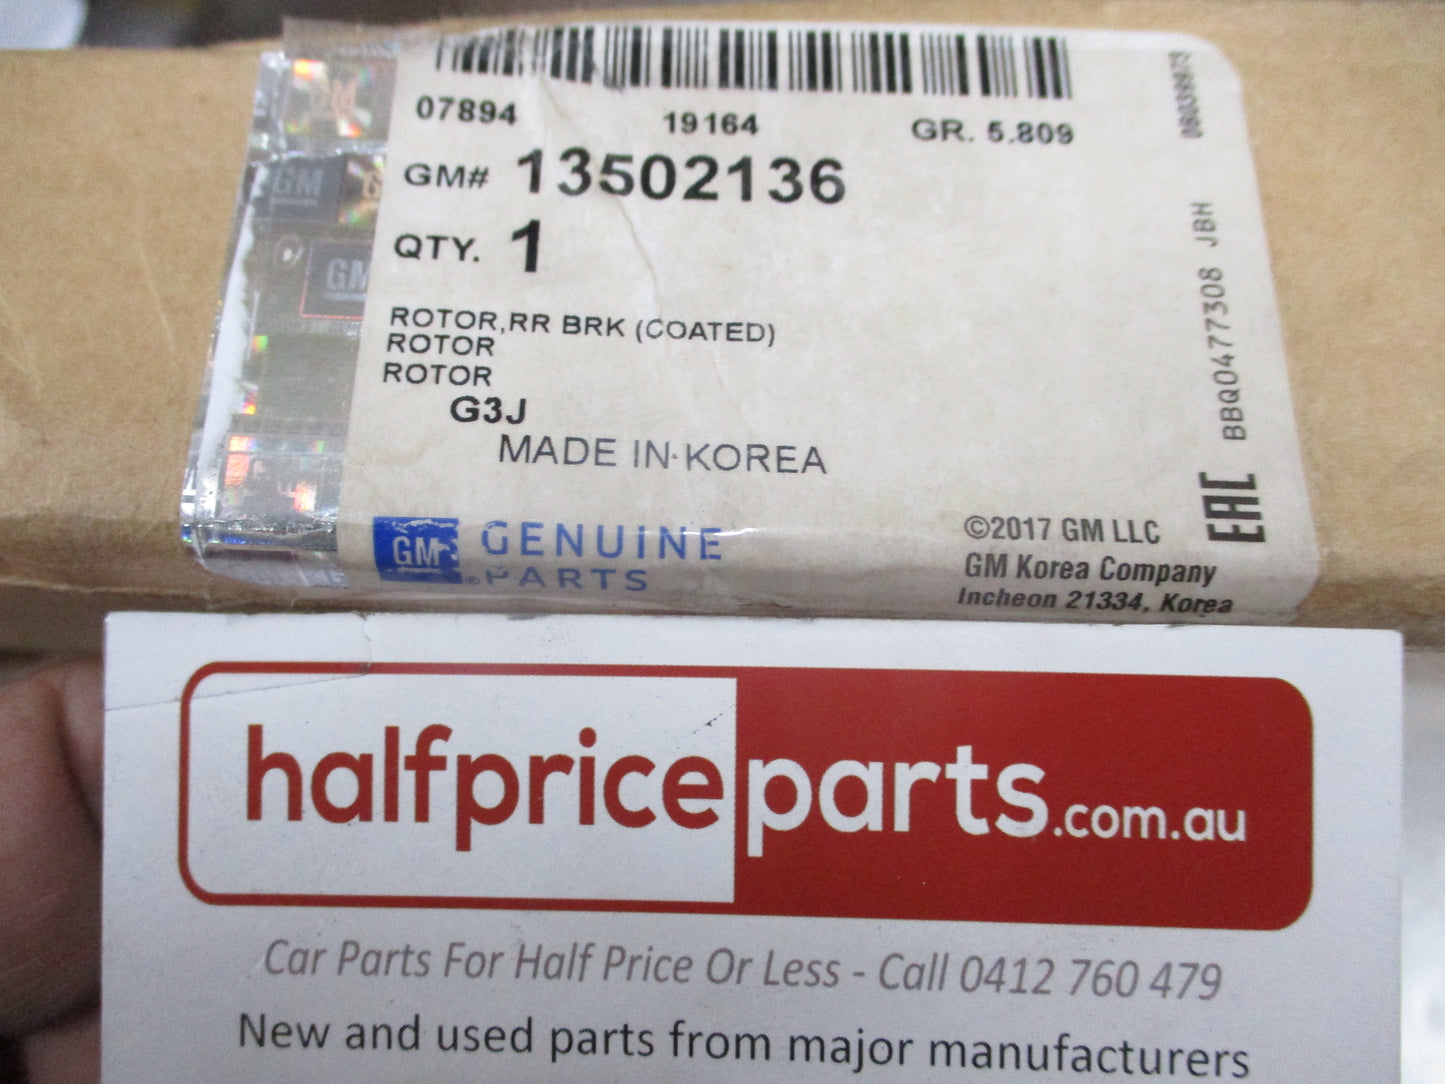 07894 19164 GR. 5.809
GM# 13502136
QTY. 1
ROTOR,RR BRK (COATED)
ROTOR
ROTOR
G3J
MADE IN KOREA
GM GENUINE
PARTS
©2017 GM LLC
GM Korea Company
Incheon 21334, Korea
EAC
BBQ0477308 JBH
GM
GM
halfpriceparts.com.au
Car Parts For Half Price Or Less - Call 0412 760 479
New and used parts from major manufacturers